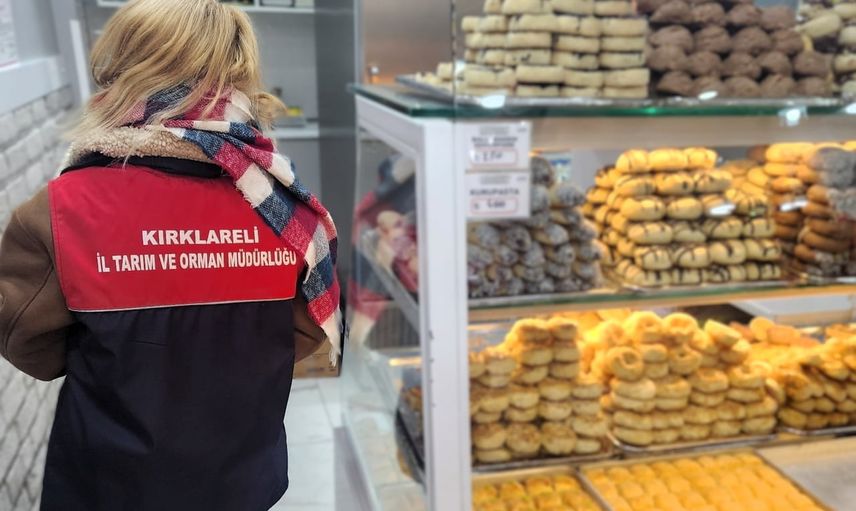 KIRKLARELİ
İL TARIM VE ORMAN MÜDÜRLÜĞÜ
KURUPASTA